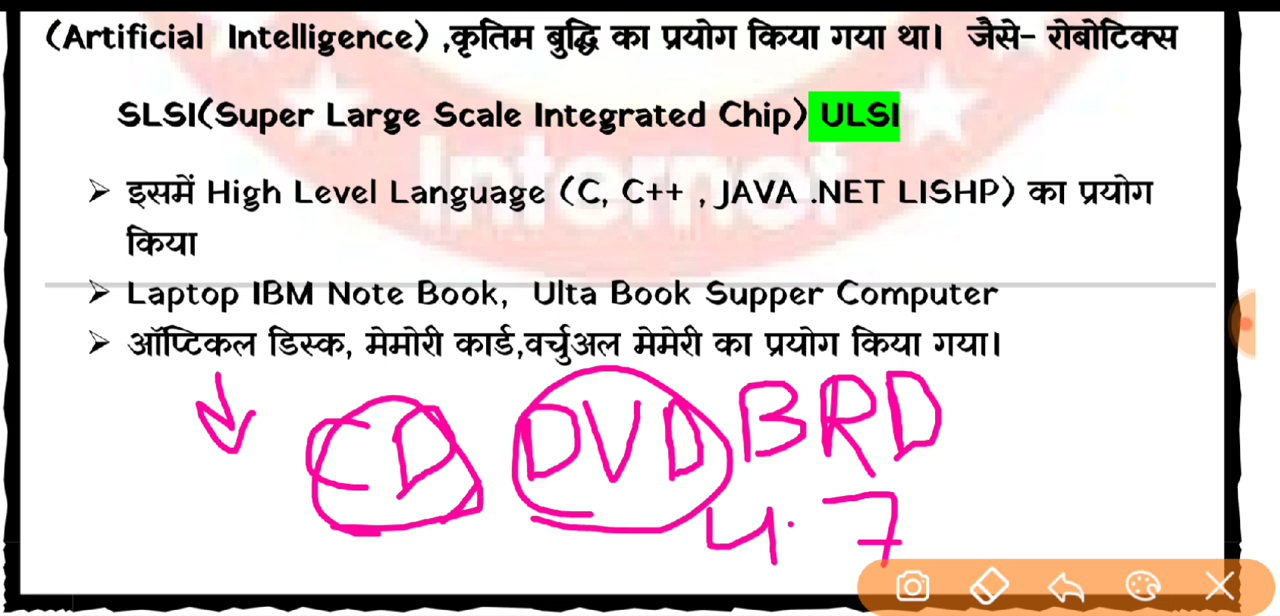 (Artificial Intelligence) ,कृतिम बुद्धि का प्रयोग किया गया था। जैसे- रोबोटिक्स
SLSI(Super Large Scale Integrated Chip) ULSI
Internet
➢ इसमें High Level Language (C, C++ , JAVA .NET LISHP) का प्रयोग
किया
➢ Laptop IBM Note Book, Ulta Book Supper Computer
➢ ऑप्टिकल डिस्क, मेमोरी कार्ड,वर्चुअल मेमेरी का प्रयोग किया गया।
CD DVD BRD
4.7